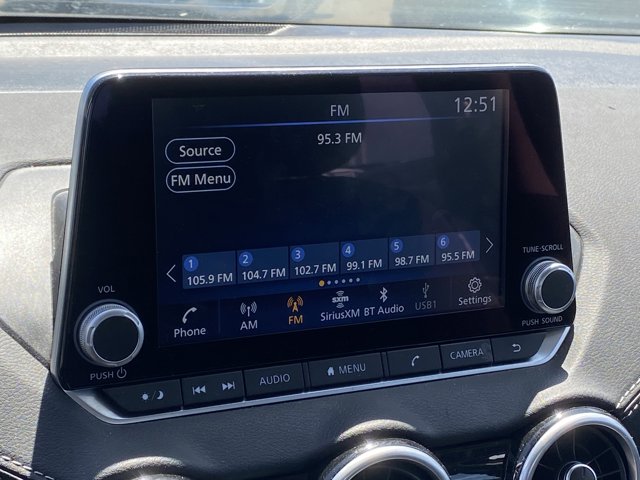 FM 12:51
95.3 FM
Source
FM Menu
1 2 3 4 5 6
105.9 FM 104.7 FM 102.7 FM 99.1 FM 98.7 FM 95.5 FM
Phone AM FM sxm SiriusXM BT Audio USB1 Settings
VOL
PUSH
TUNE·SCROLL
PUSH SOUND
AUDIO MENU CAMERA